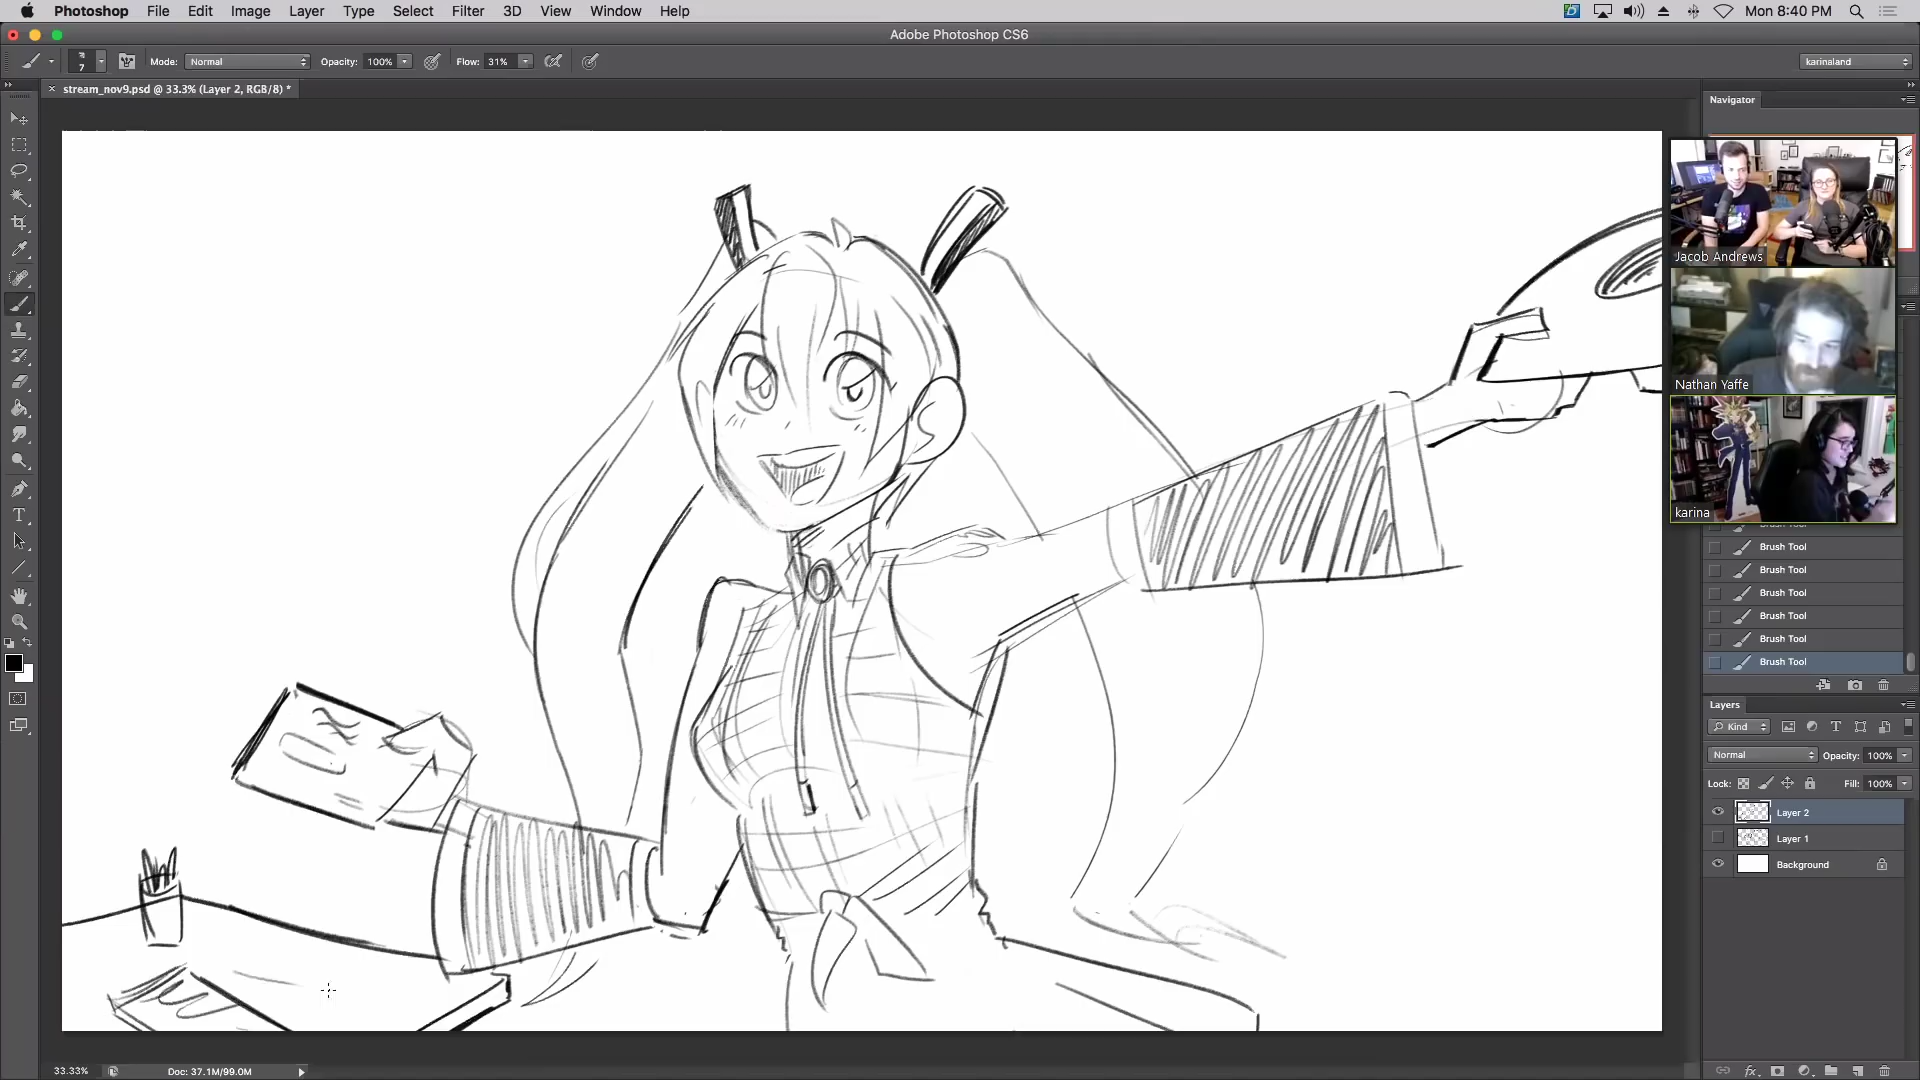 Photoshop File Edit Image Layer Type Select Filter 3D View Window Help Mon 8:40 PM
Adobe Photoshop CS6
7 Mode: Normal Opacity: 100% Flow: 31% karinaland
× stream_nov9.psd @ 33.3% (Layer 2, RGB/8) *
Navigator
Jacob Andrews
Nathan Yaffe
karina
Brush Tool
Brush Tool
Brush Tool
Brush Tool
Brush Tool
Brush Tool
Brush Tool
Layers
Kind
Normal Opacity: 100%
Lock: Fill: 100%
Layer 2
Layer 1
Background
33.33% Doc: 37.1M/99.0M